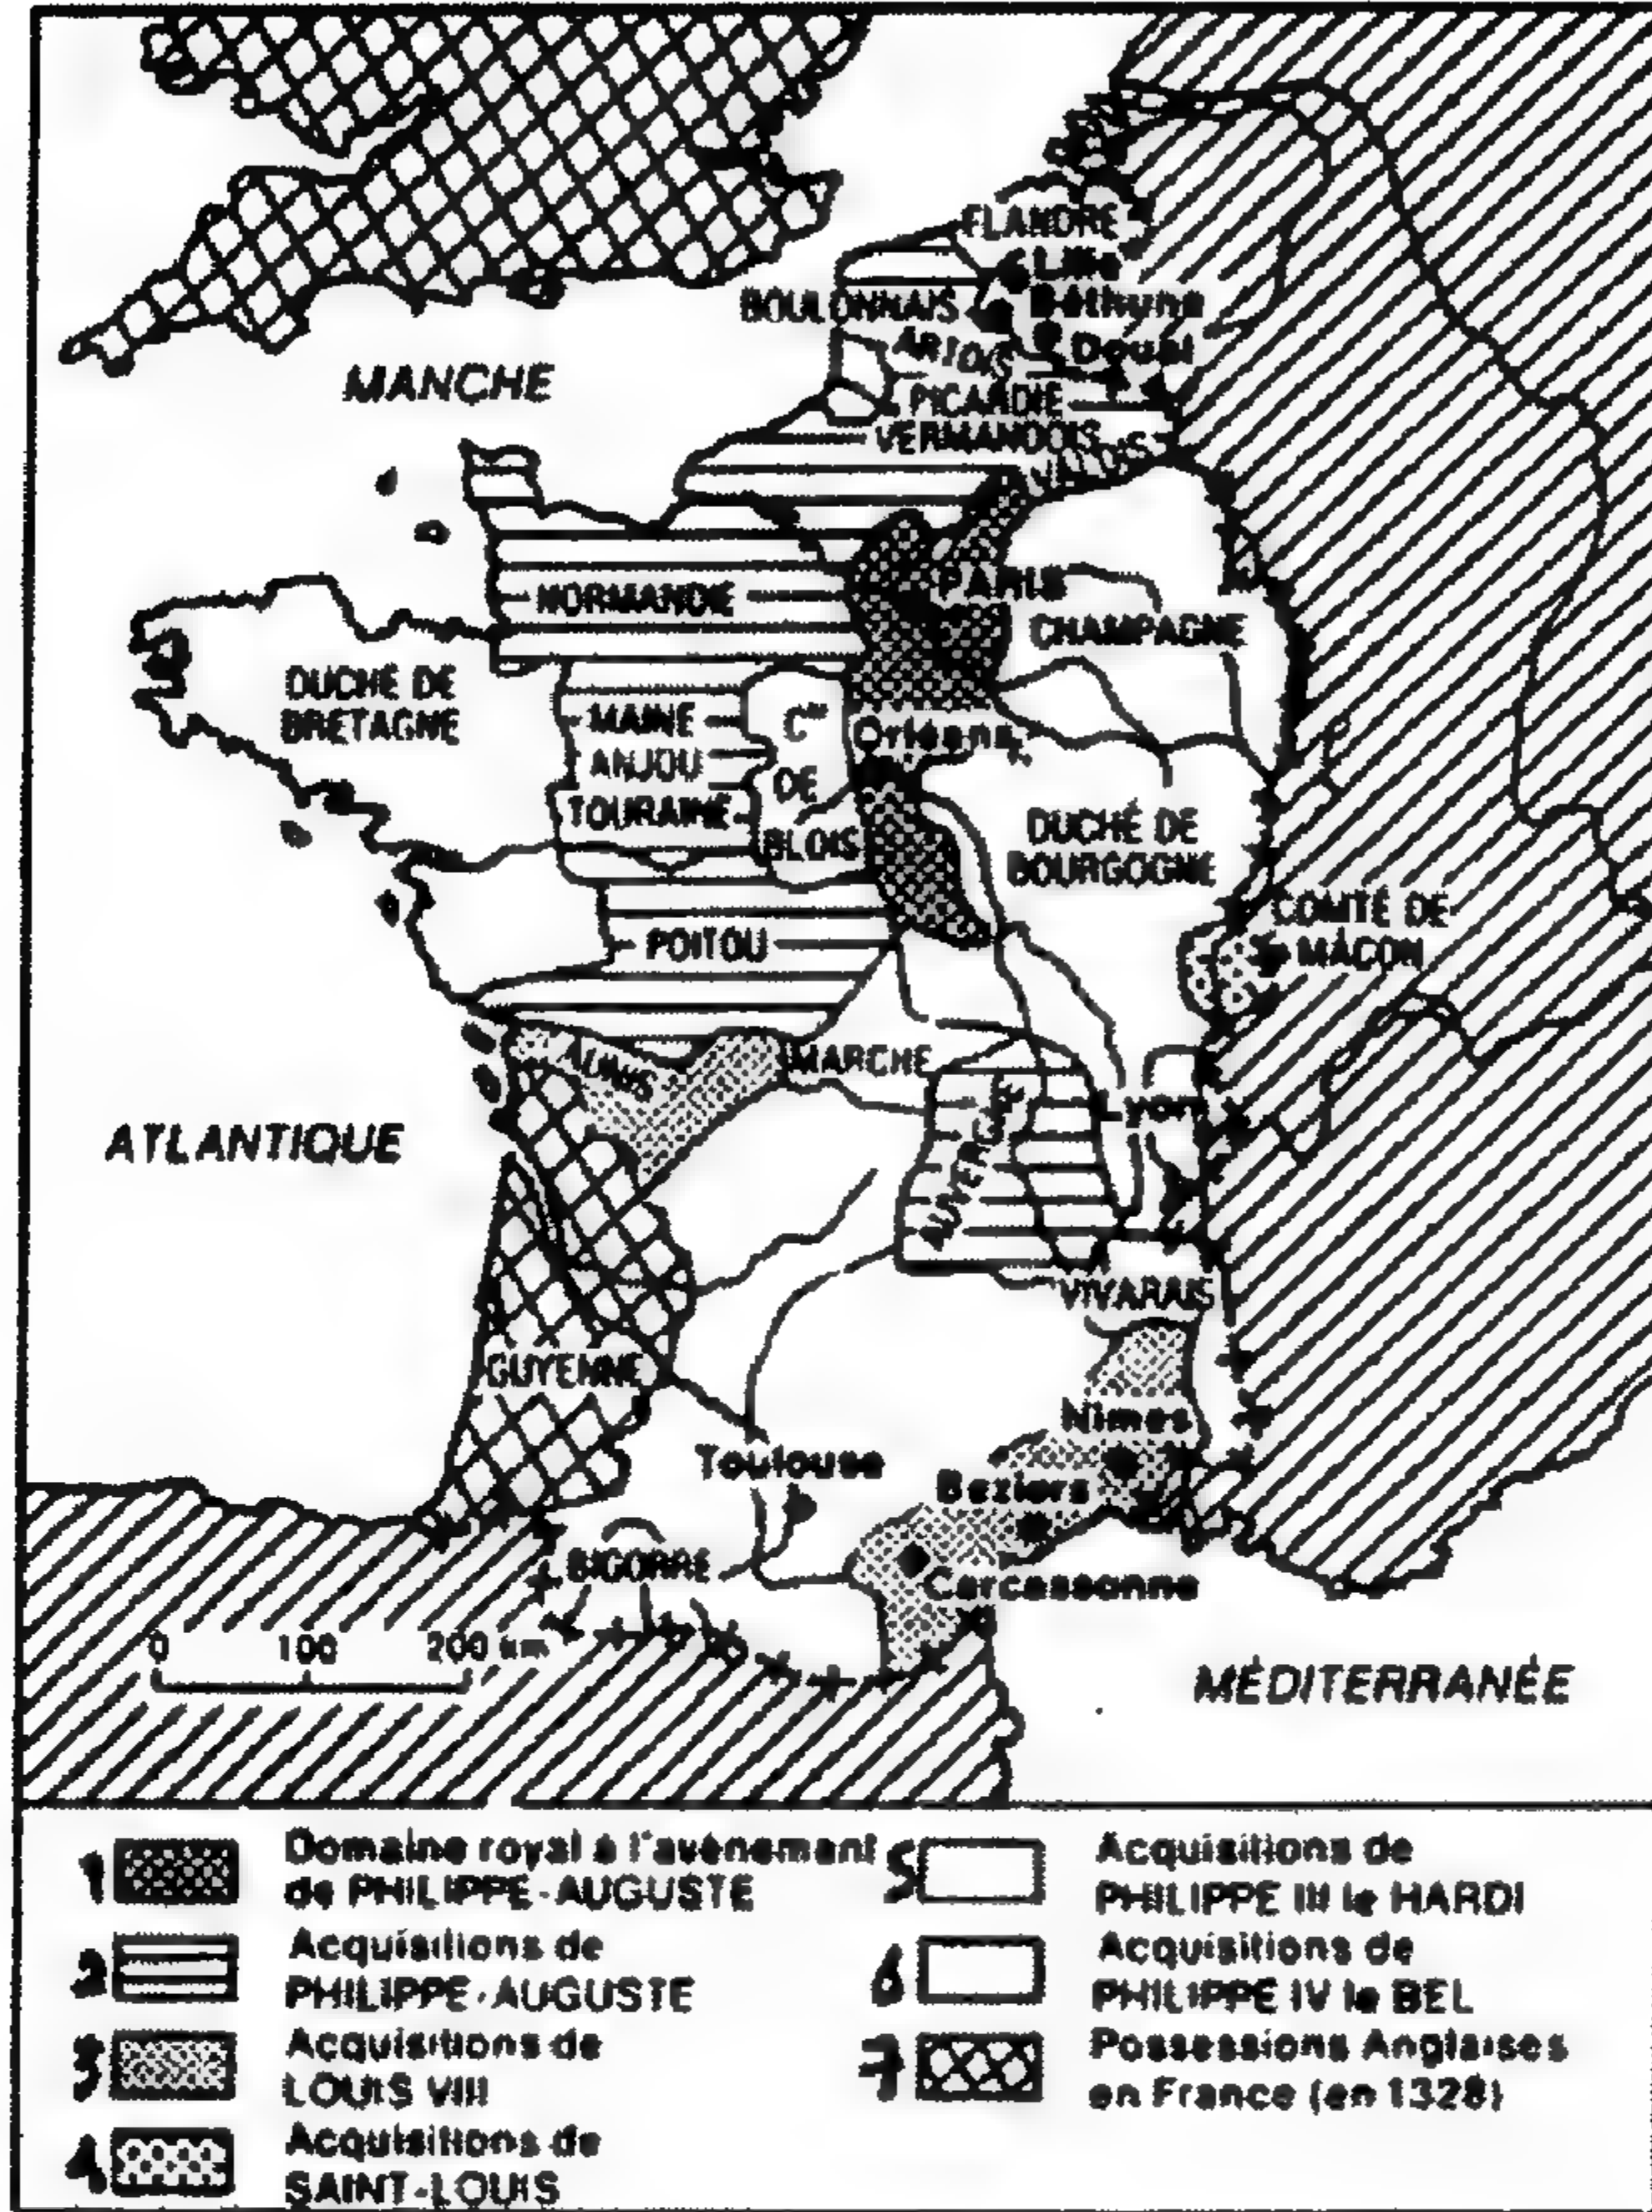 FLANDRE
Lille
BOULONNAIS
Béthune
ARTOIS
Douai
MANCHE
PICARDIE
VERMANDOIS
VALOIS
NORMANDIE
PARIS
CHAMPAGNE
DUCHÉ DE
BRETAGNE
MAINE
ANJOU
TOURAINE
Cté
DE
BLOIS
Orléans
DUCHÉ DE
BOURGOGNE
COMTÉ DE
MÂCON
POITOU
AUNIS
MARCHE
AUVERGNE
Lyon
ATLANTIQUE
VIVARAIS
GUYENNE
Nîmes
Toulouse
Beziers
BIGORRE
Carcassonne
0 100 200 km
MÉDITERRANÉE
1 Domaine royal à l'avènement
de PHILIPPE-AUGUSTE
2 Acquisitions de
PHILIPPE-AUGUSTE
3 Acquisitions de
LOUIS VIII
4 Acquisitions de
SAINT-LOUIS
5 Acquisitions de
PHILIPPE III le HARDI
6 Acquisitions de
PHILIPPE IV le BEL
7 Possessions Anglaises
en France (en 1328)